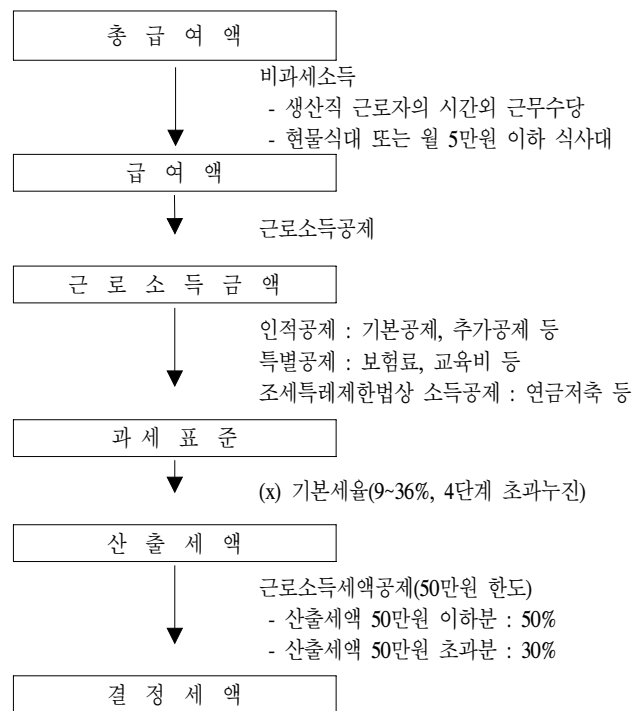 총 급 여 액
비과세소득
- 생산직 근로자의 시간외 근무수당
- 현물식대 또는 월 5만원 이하 식사대
급 여 액
근로소득공제
근 로 소 득 금 액
인적공제 : 기본공제, 추가공제 등
특별공제 : 보험료, 교육비 등
조세특례제한법상 소득공제 : 연금저축 등
과 세 표 준
(x) 기본세율(9~36%, 4단계 초과누진)
산 출 세 액
근로소득세액공제(50만원 한도)
- 산출세액 50만원 이하분 : 50%
- 산출세액 50만원 초과분 : 30%
결 정 세 액